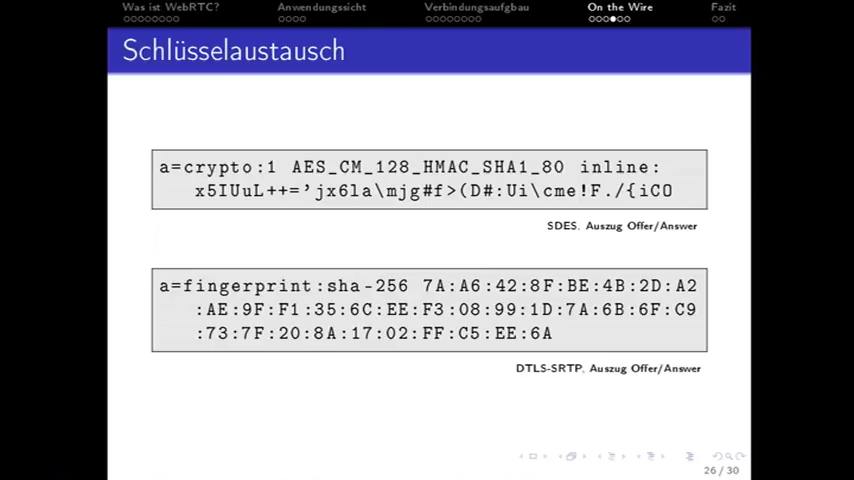 Was ist WebRTC? Anwendungssicht Verbindungsaufgbau On the Wire Fazit
Schlüsselaustausch
a=crypto:1 AES_CM_128_HMAC_SHA1_80 inline:
x5IUuL++='jx6la\mjg#f>(D#:Ui\cme!F./{iCO
SDES, Auszug Offer/Answer
a=fingerprint:sha-256 7A:A6:42:8F:BE:4B:2D:A2
:AE:9F:F1:35:6C:EE:F3:08:99:1D:7A:6B:6F:C9
:73:7F:20:8A:17:02:FF:C5:EE:6A
DTLS-SRTP, Auszug Offer/Answer
26 / 30